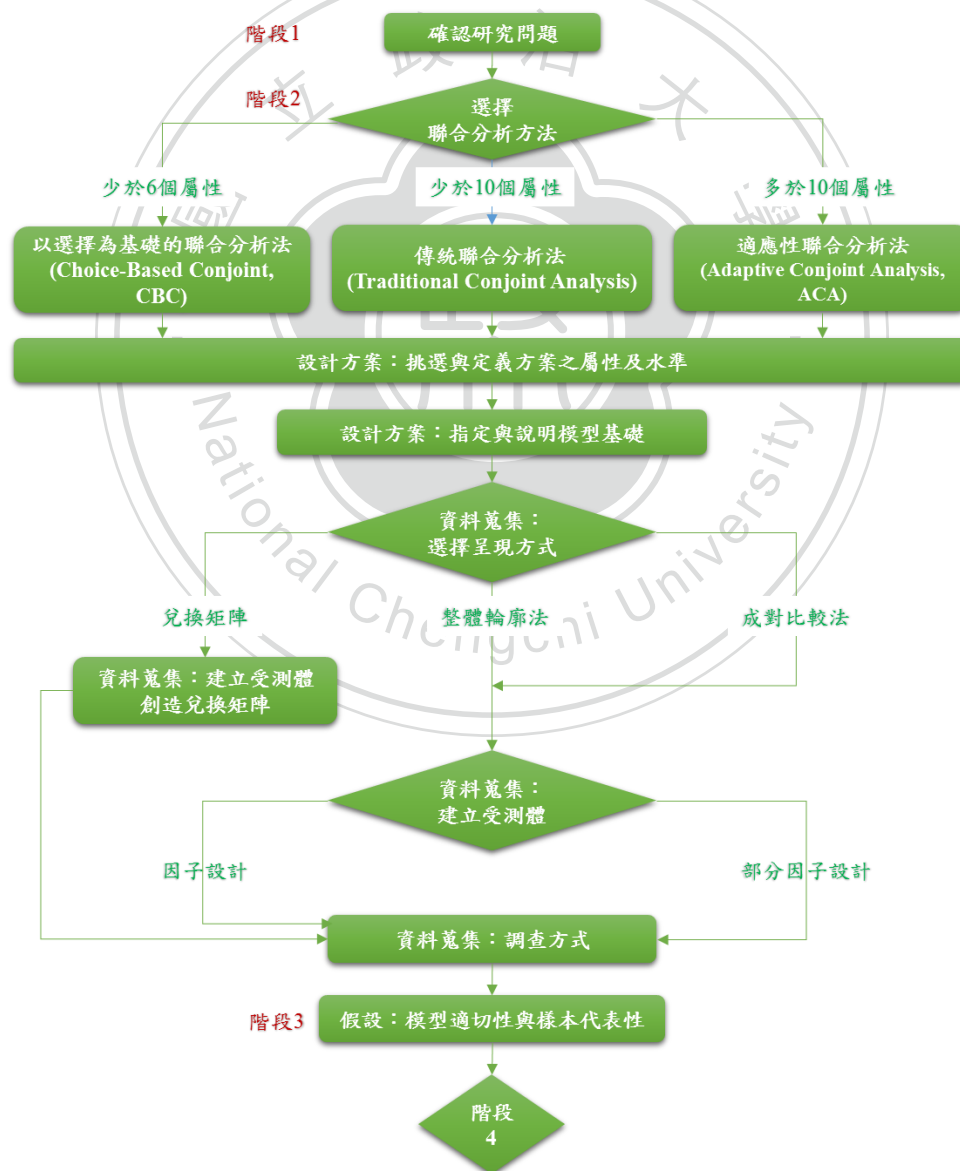 階段1
確認研究問題
階段2
選擇
聯合分析方法
少於6個屬性
少於10個屬性
多於10個屬性
以選擇為基礎的聯合分析法
(Choice-Based Conjoint,
CBC)
傳統聯合分析法
(Traditional Conjoint Analysis)
適應性聯合分析法
(Adaptive Conjoint Analysis,
ACA)
設計方案：挑選與定義方案之屬性及水準
設計方案：指定與說明模型基礎
資料蒐集：
選擇呈現方式
兌換矩陣
整體輪廓法
成對比較法
資料蒐集：建立受測體
創造兌換矩陣
資料蒐集：
建立受測體
因子設計
部分因子設計
資料蒐集：調查方式
階段3
假設：模型適切性與樣本代表性
階段
4
立政治大
National Chengchi University